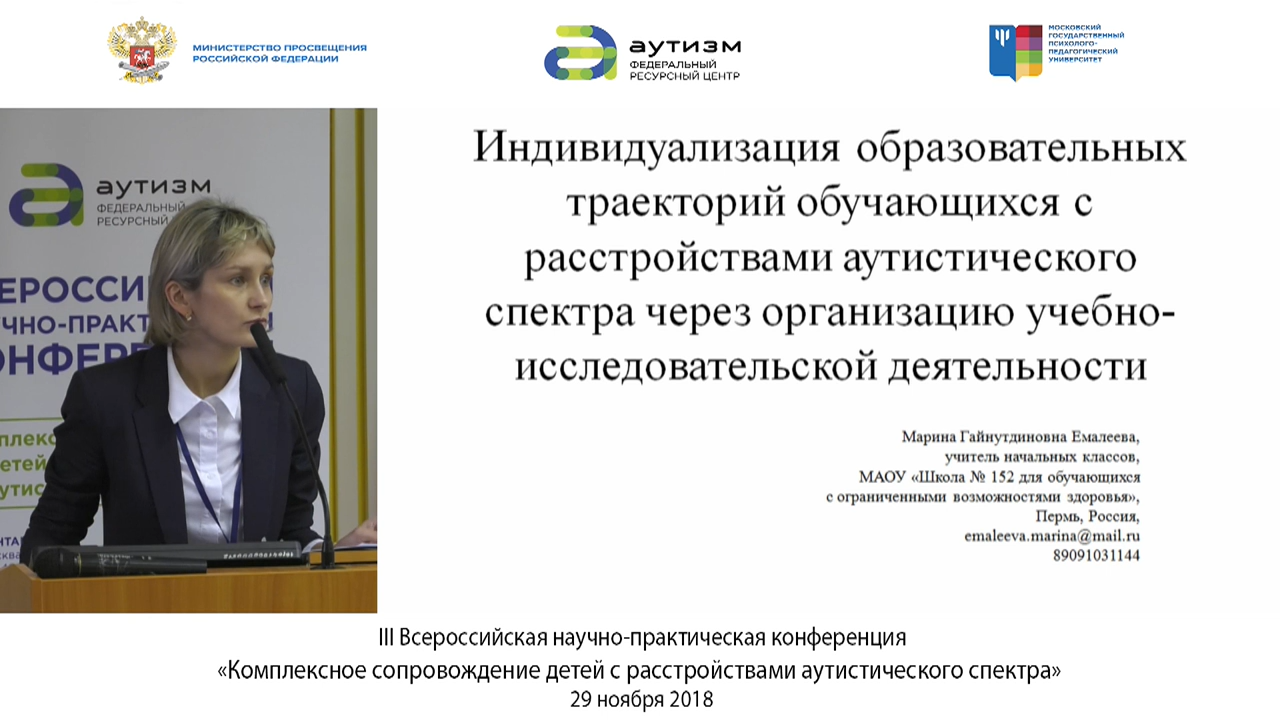 МИНИСТЕРСТВО ПРОСВЕЩЕНИЯ
РОССИЙСКОЙ ФЕДЕРАЦИИ
аутизм
ФЕДЕРАЛЬНЫЙ
РЕСУРСНЫЙ ЦЕНТР
МОСКОВСКИЙ
ГОСУДАРСТВЕННЫЙ
ПСИХОЛОГО-
ПЕДАГОГИЧЕСКИЙ
УНИВЕРСИТЕТ
аутизм
ФЕДЕРАЛЬНЫЙ
РЕСУРСНЫЙ
Индивидуализация образовательных
траекторий обучающихся с
расстройствами аутистического
спектра через организацию учебно-
исследовательской деятельности
Марина Гайнутдиновна Емалеева,
учитель начальных классов,
МАОУ «Школа № 152 для обучающихся
с ограниченными возможностями здоровья»,
Пермь, Россия,
emaleeva.marina@mail.ru
89091031144
III Всероссийская научно-практическая конференция
«Комплексное сопровождение детей с расстройствами аутистического спектра»
29 ноября 2018